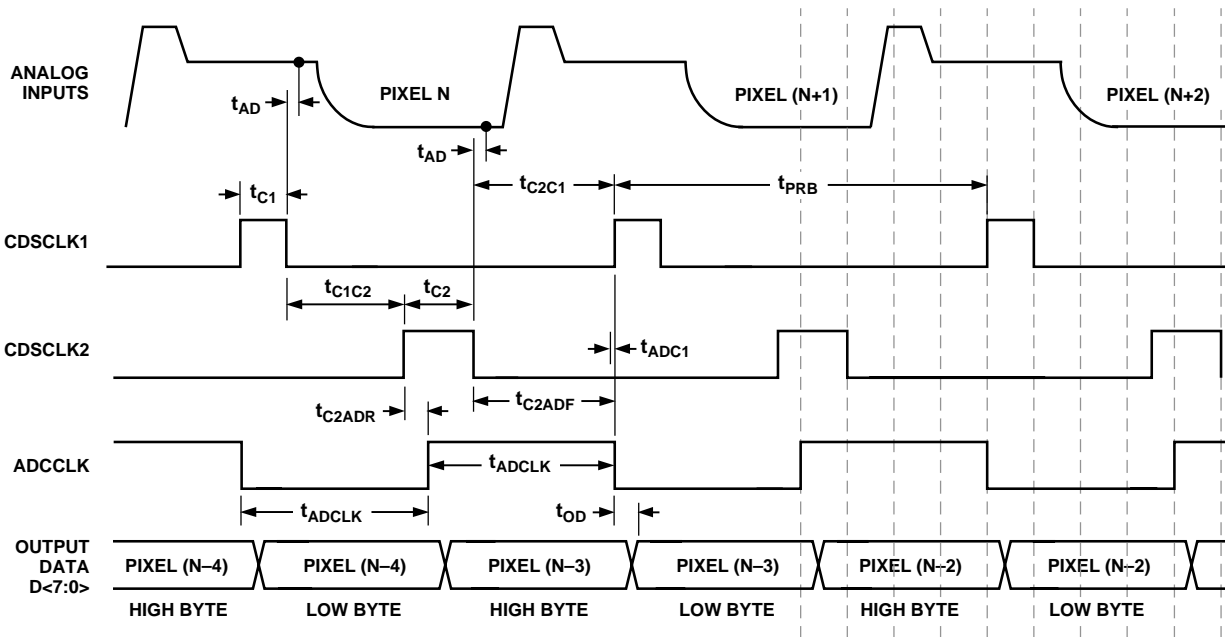 ANALOG
INPUTS
PIXEL N
PIXEL (N+1)
PIXEL (N+2)
tAD
tAD
tC1
tC2C1
tPRB
CDSCLK1
tC1C2
tC2
CDSCLK2
tADC1
tC2ADR
tC2ADF
ADCCLK
tADCLK
tADCLK
tOD
OUTPUT
DATA
D<7:0>
PIXEL (N–4)
PIXEL (N–4)
PIXEL (N–3)
PIXEL (N–3)
PIXEL (N–2)
PIXEL (N–2)
HIGH BYTE
LOW BYTE
HIGH BYTE
LOW BYTE
HIGH BYTE
LOW BYTE